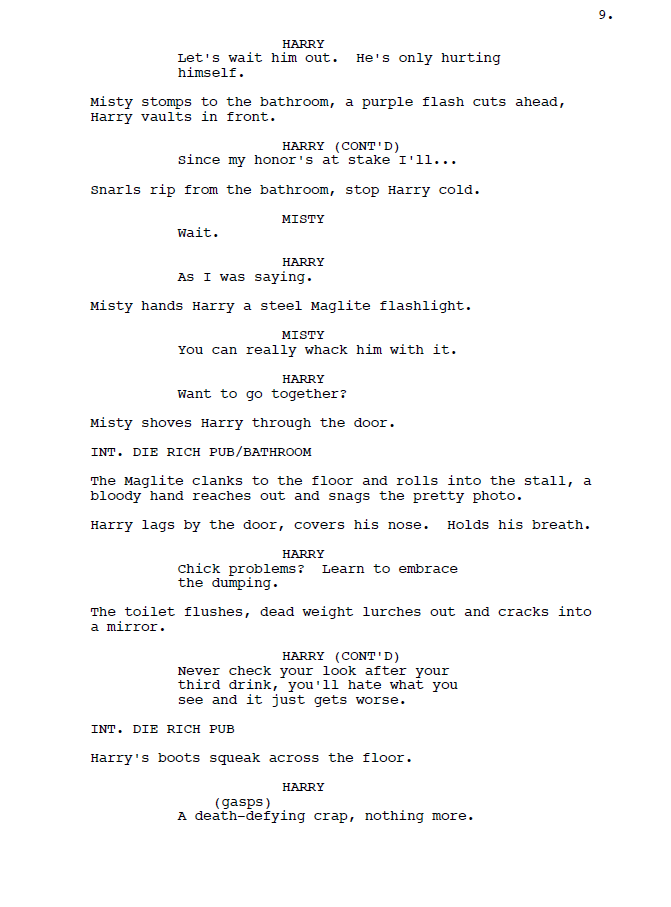 9.
HARRY
Let's wait him out.  He's only hurting
himself.
Misty stomps to the bathroom, a purple flash cuts ahead,
Harry vaults in front.
HARRY (CONT'D)
Since my honor's at stake I'll...
Snarls rip from the bathroom, stop Harry cold.
MISTY
Wait.
HARRY
As I was saying.
Misty hands Harry a steel Maglite flashlight.
MISTY
You can really whack him with it.
HARRY
Want to go together?
Misty shoves Harry through the door.
INT. DIE RICH PUB/BATHROOM
The Maglite clanks to the floor and rolls into the stall, a
bloody hand reaches out and snags the pretty photo.
Harry lags by the door, covers his nose.  Holds his breath.
HARRY
Chick problems?  Learn to embrace
the dumping.
The toilet flushes, dead weight lurches out and cracks into
a mirror.
HARRY (CONT'D)
Never check your look after your
third drink, you'll hate what you
see and it just gets worse.
INT. DIE RICH PUB
Harry's boots squeak across the floor.
HARRY
(gasps)
A death-defying crap, nothing more.